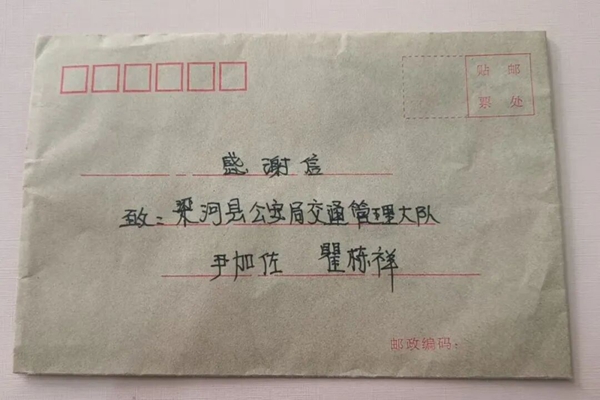 贴 邮
票 处
感谢信
致：梁河县公安局交通管理大队
尹加佐 瞿栋祥
邮政编码：